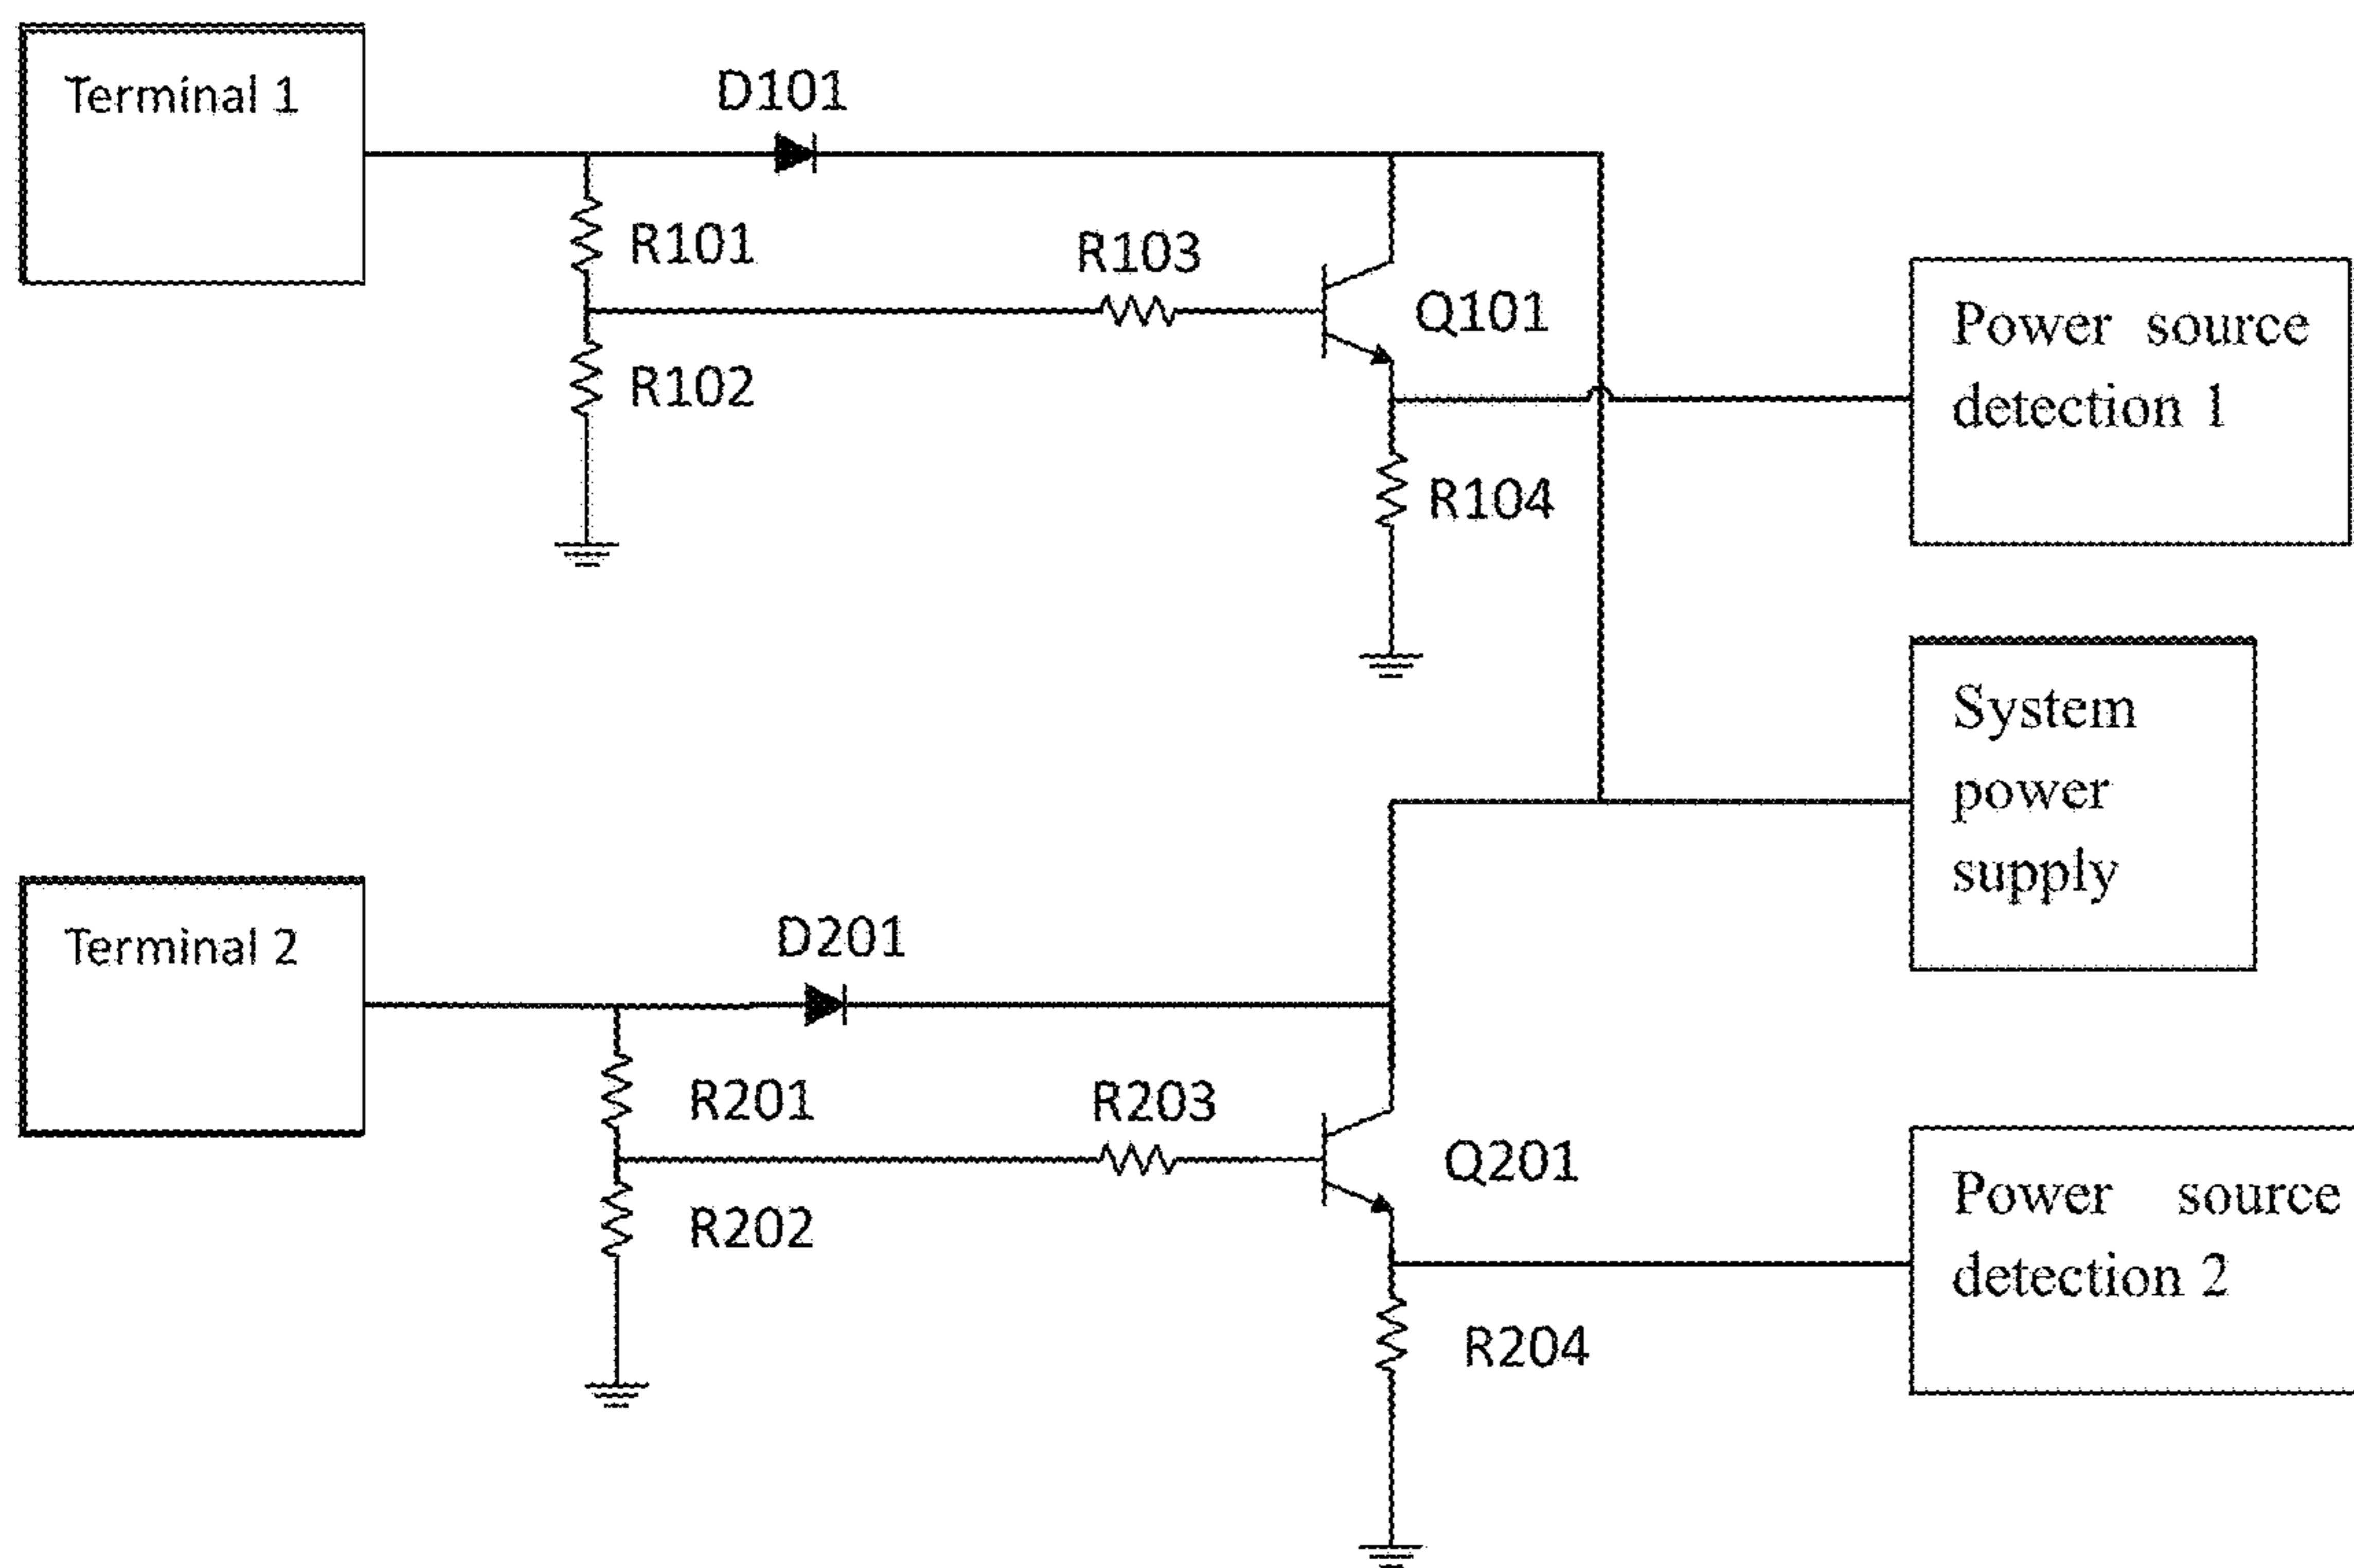 Terminal 1
D101
R101
R103
Q101
R102
R104
Power source
detection 1
System
power
supply
Terminal 2
D201
R201
R203
Q201
R202
R204
Power source
detection 2